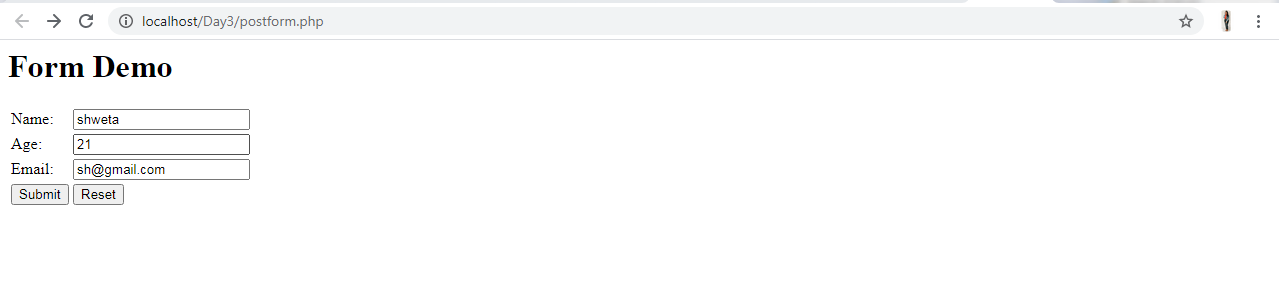 localhost/Day3/postform.php
Form Demo
Name: shweta
Age: 21
Email: sh@gmail.com
Submit Reset